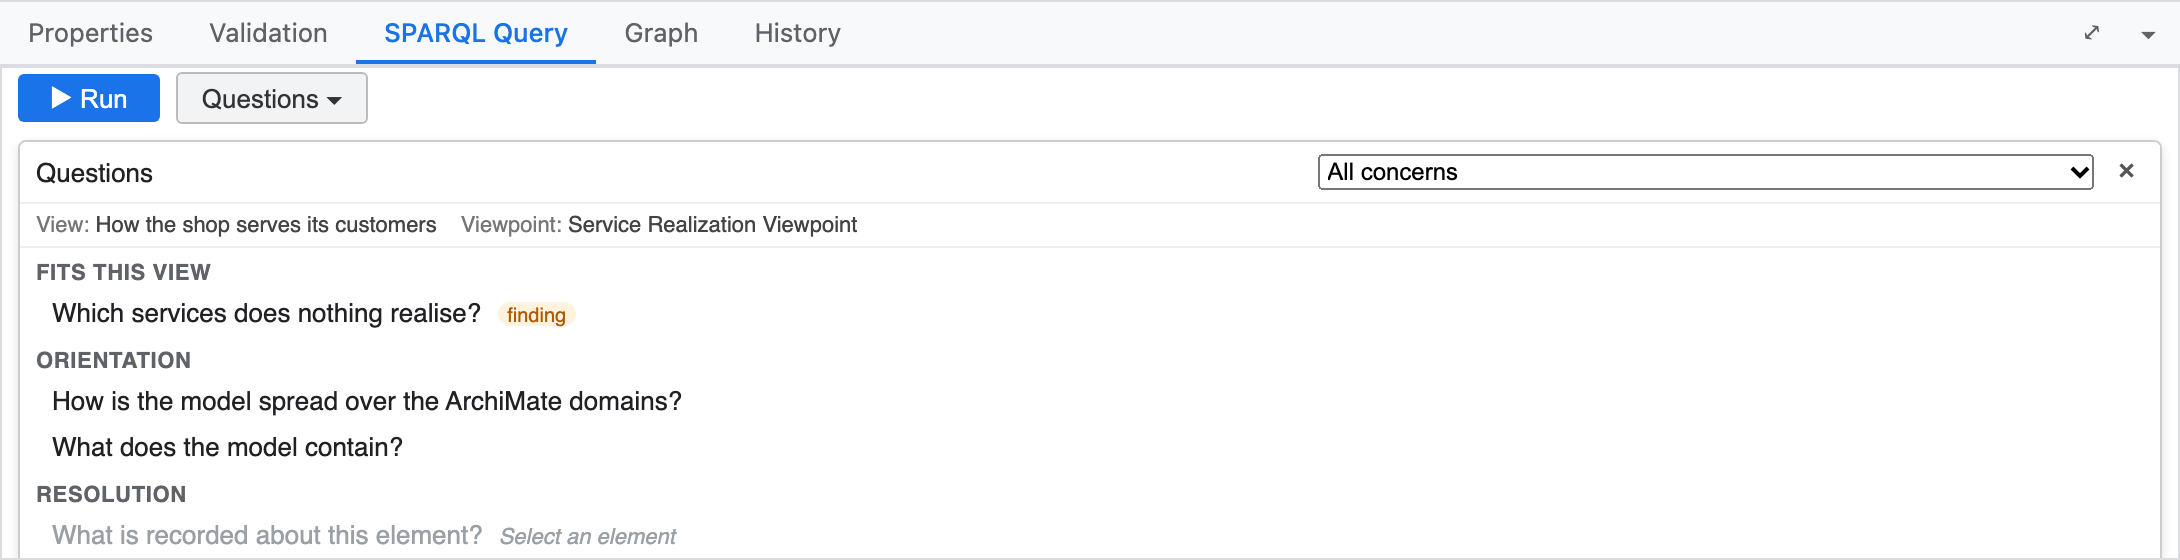 Properties Validation SPARQL Query Graph History
Run Questions
Questions All concerns
View: How the shop serves its customers Viewpoint: Service Realization Viewpoint
FITS THIS VIEW
Which services does nothing realise? finding
ORIENTATION
How is the model spread over the ArchiMate domains?
What does the model contain?
RESOLUTION
What is recorded about this element? Select an element